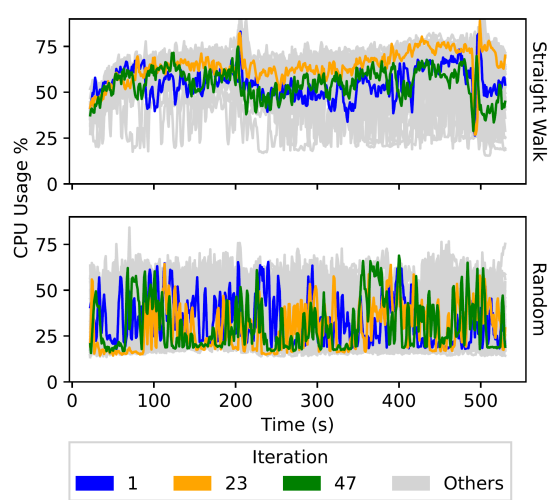 CPU Usage %
75
50
25
0
Straight Walk
75
50
25
0
Random
0 100 200 300 400 500
Time (s)
Iteration
1 23 47 Others